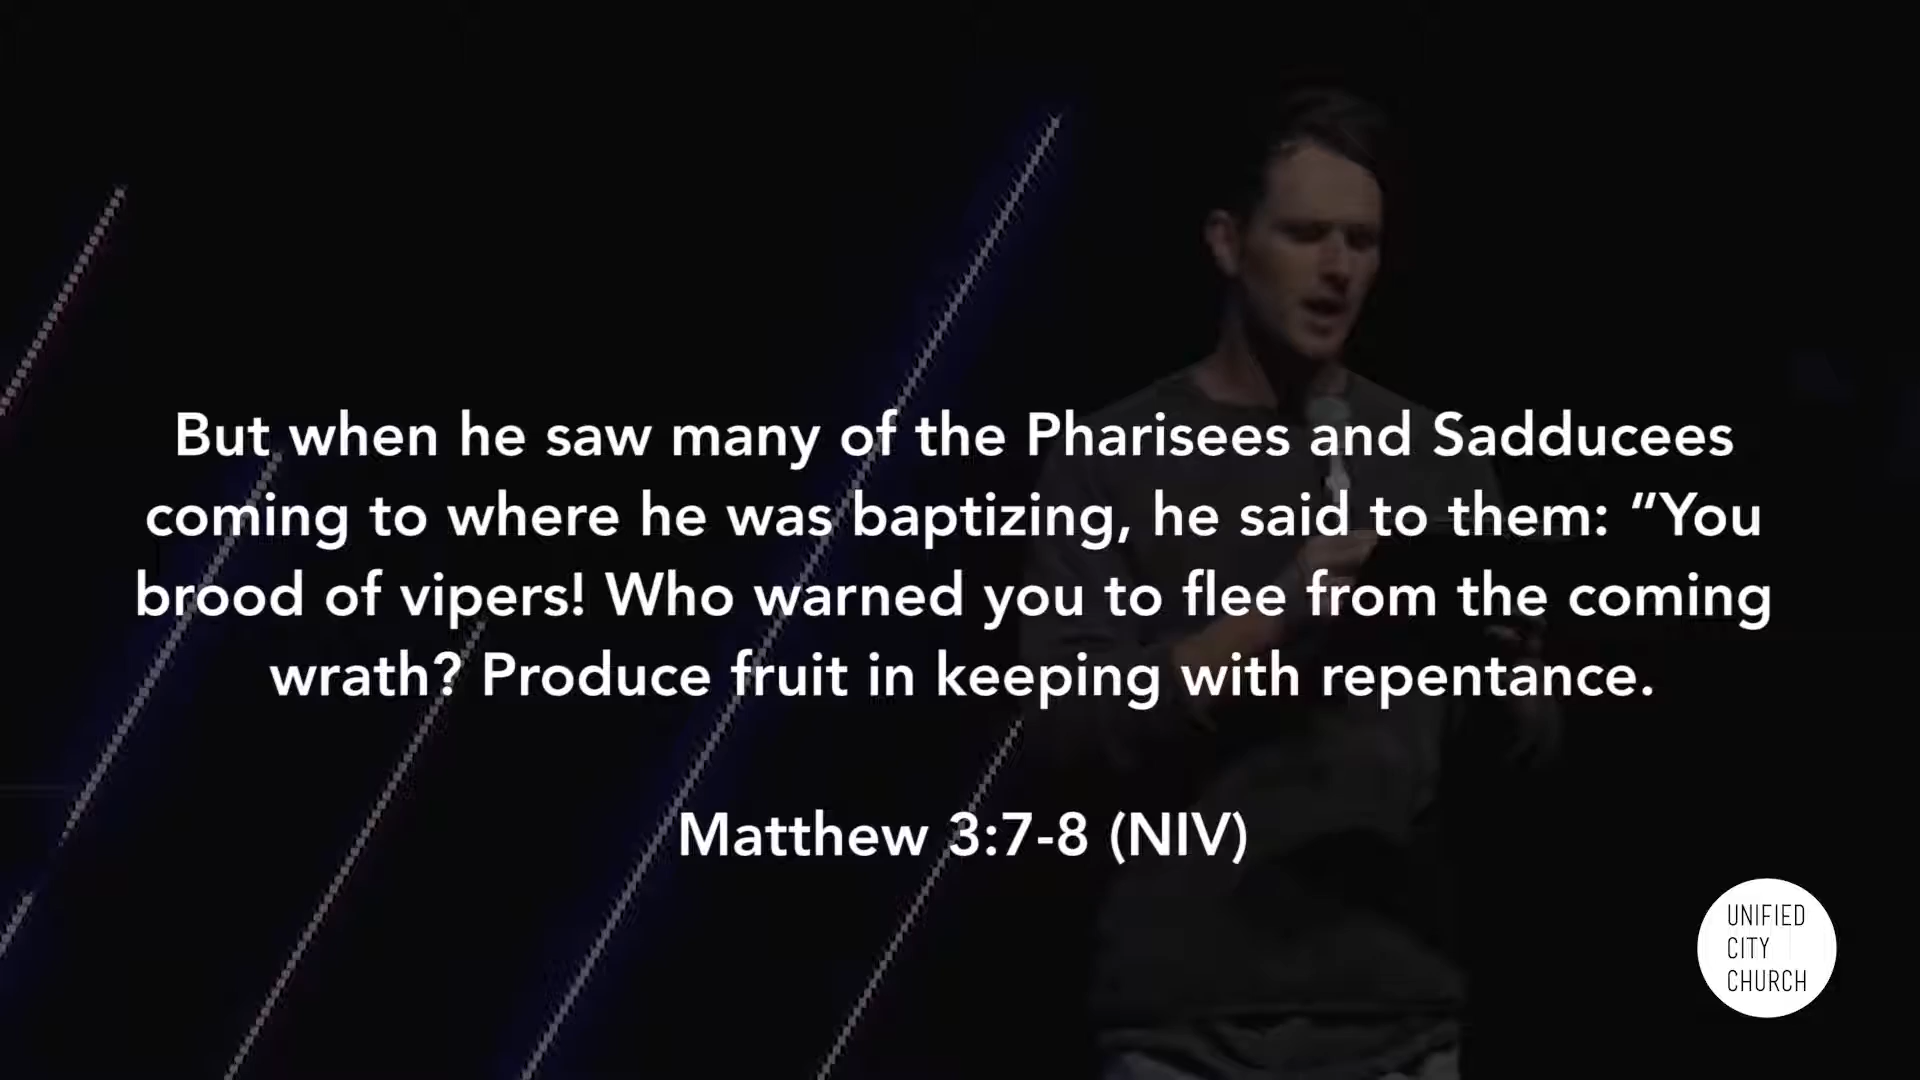 But when he saw many of the Pharisees and Sadducees
coming to where he was baptizing, he said to them: “You
brood of vipers! Who warned you to flee from the coming
wrath? Produce fruit in keeping with repentance.
Matthew 3:7-8 (NIV)
UNIFIED
CITY
CHURCH